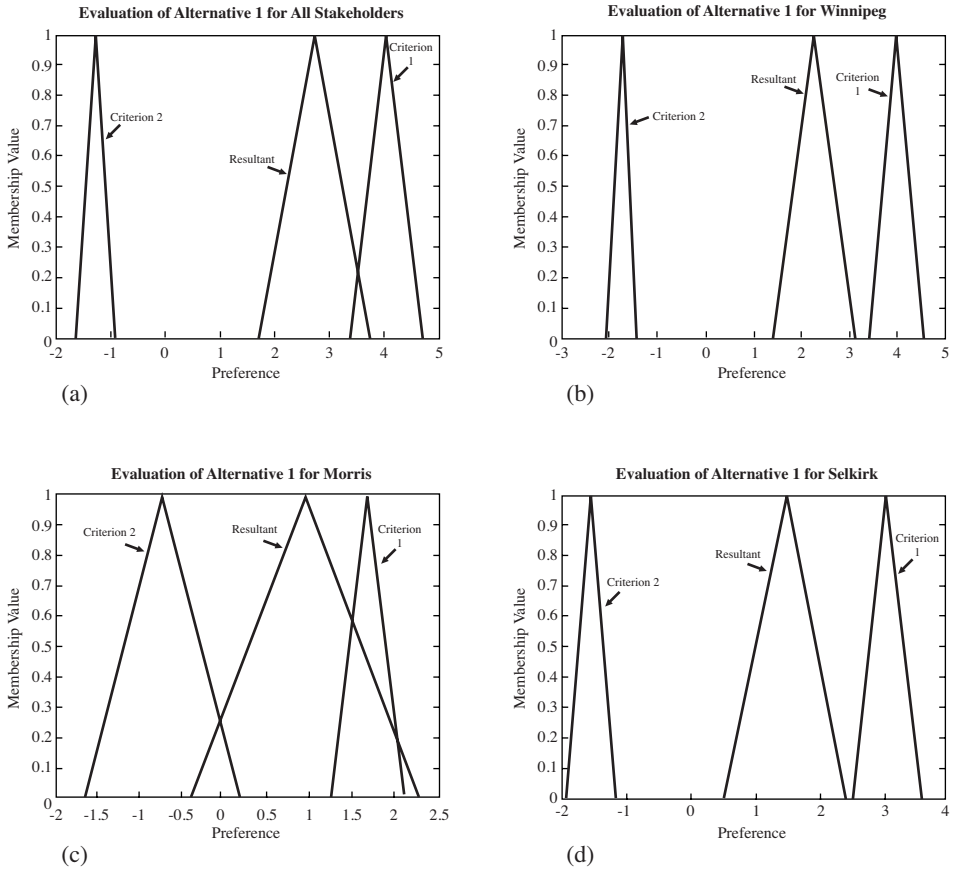 Evaluation of Alternative 1 for All Stakeholders
Membership Value
1
0.9
0.8
0.7
0.6
0.5
0.4
0.3
0.2
0.1
0
-2 -1 0 1 2 3 4 5
Preference
Criterion 2
Resultant
Criterion
1
(a)
Evaluation of Alternative 1 for Winnipeg
Membership Value
1
0.9
0.8
0.7
0.6
0.5
0.4
0.3
0.2
0.1
0
-3 -2 -1 0 1 2 3 4 5
Preference
Criterion 2
Resultant
Criterion
1
(b)
Evaluation of Alternative 1 for Morris
Membership Value
1
0.9
0.8
0.7
0.6
0.5
0.4
0.3
0.2
0.1
0
-2 -1.5 -1 -0.5 0 0.5 1 1.5 2 2.5
Preference
Criterion 2
Resultant
Criterion
1
(c)
Evaluation of Alternative 1 for Selkirk
Membership Value
1
0.9
0.8
0.7
0.6
0.5
0.4
0.3
0.2
0.1
0
-2 -1 0 1 2 3 4
Preference
Criterion 2
Resultant
Criterion
1
(d)